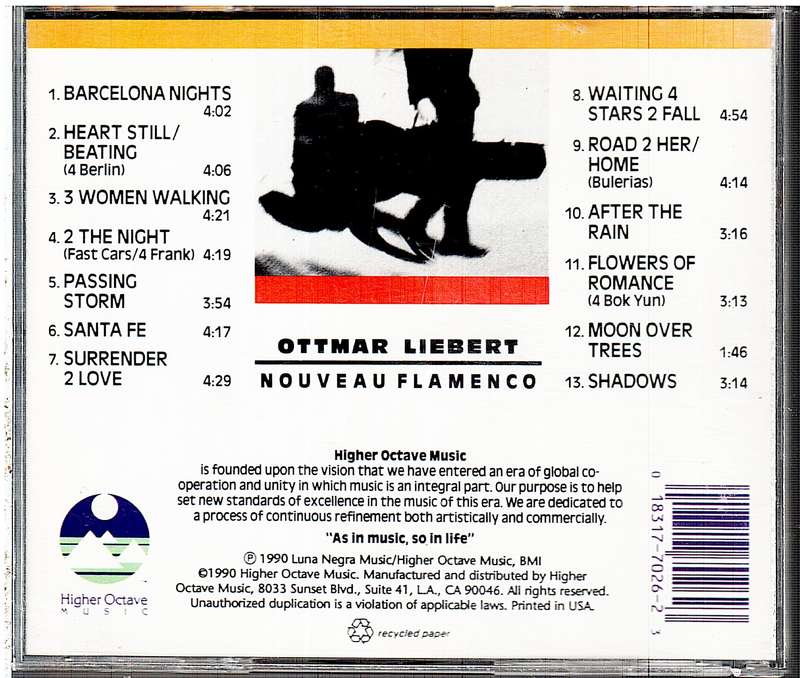 1. BARCELONA NIGHTS
4:02
2. HEART STILL/
BEATING
(4 Berlin) 4:06
3. 3 WOMEN WALKING
4:21
4. 2 THE NIGHT
(Fast Cars/4 Frank) 4:19
5. PASSING
STORM 3:54
6. SANTA FE 4:17
7. SURRENDER
2 LOVE 4:29
8. WAITING 4
STARS 2 FALL 4:54
9. ROAD 2 HER/
HOME
(Bulerias) 4:14
10. AFTER THE
RAIN 3:16
11. FLOWERS OF
ROMANCE
(4 Bok Yun) 3:13
12. MOON OVER
TREES 1:46
13. SHADOWS 3:14
OTTMAR LIEBERT
NOUVEAU FLAMENCO
Higher Octave Music
is founded upon the vision that we have entered an era of global co-
operation and unity in which music is an integral part. Our purpose is to help
set new standards of excellence in the music of this era. We are dedicated to
a process of continuous refinement both artistically and commercially.
"As in music, so in life"
℗ 1990 Luna Negra Music/Higher Octave Music, BMI
©1990 Higher Octave Music. Manufactured and distributed by Higher
Octave Music, 8033 Sunset Blvd., Suite 41, L.A., CA 90046. All rights reserved.
Unauthorized duplication is a violation of applicable laws. Printed in USA.
recycled paper
Higher Octave
MUSIC
0 18317-7026-2 3